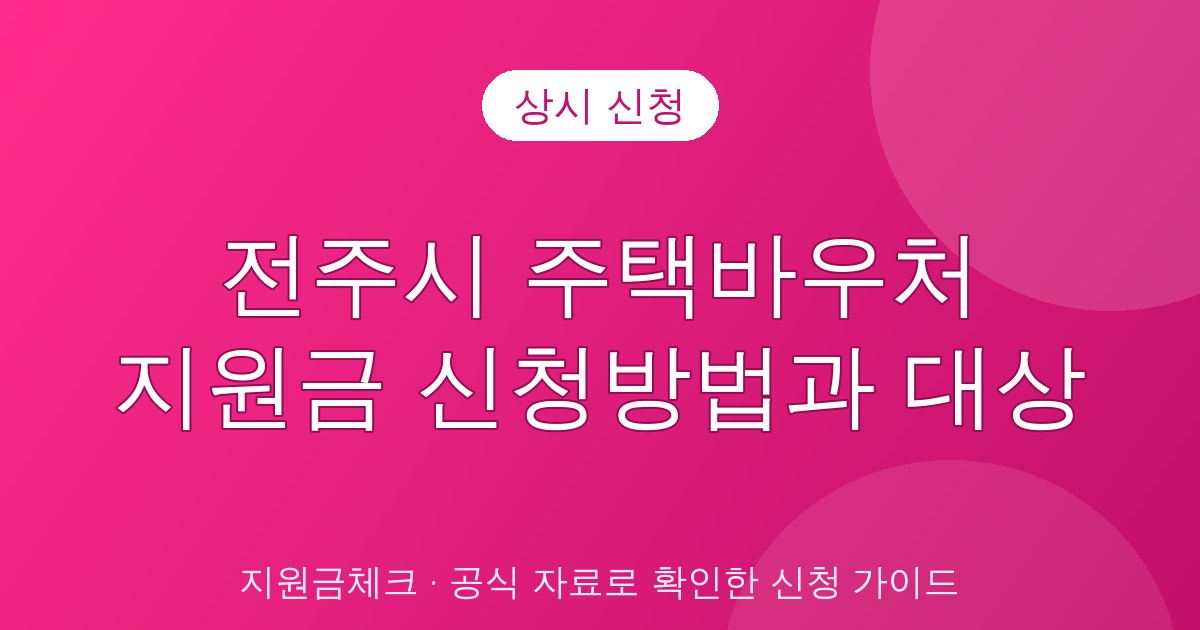 상시 신청
전주시 주택바우처
지원금 신청방법과 대상
지원금체크 · 공식 자료로 확인한 신청 가이드